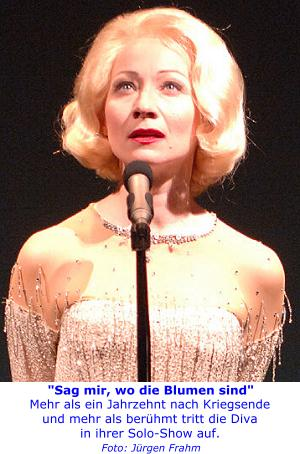 "Sag mir, wo die Blumen sind"
Mehr als ein Jahrzehnt nach Kriegsende
und mehr als berühmt tritt die Diva
in ihrer Solo-Show auf.
Foto: Jürgen Frahm